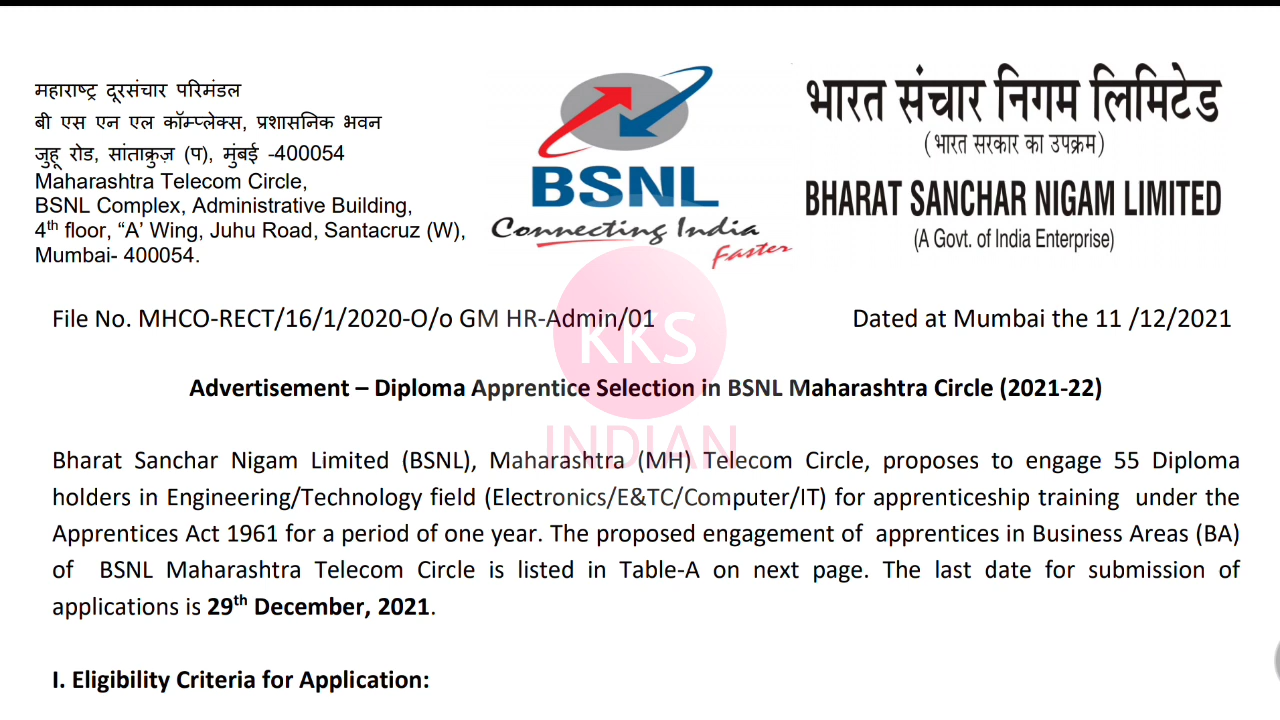 महाराष्ट्र दूरसंचार परिमंडल
बी एस एन एल कॉम्प्लेक्स, प्रशासनिक भवन
जुहू रोड, सांताक्रुज़ (प), मुंबई -400054
Maharashtra Telecom Circle,
BSNL Complex, Administrative Building,
4th floor, “A’ Wing, Juhu Road, Santacruz (W),
Mumbai- 400054.
BSNL
Connecting India
Faster
भारत संचार निगम लिमिटेड
(भारत सरकार का उपक्रम)
BHARAT SANCHAR NIGAM LIMITED
(A Govt. of India Enterprise)
File No. MHCO-RECT/16/1/2020-O/o GM HR-Admin/01 Dated at Mumbai the 11 /12/2021
KKS
INDIAN
Advertisement – Diploma Apprentice Selection in BSNL Maharashtra Circle (2021-22)
Bharat Sanchar Nigam Limited (BSNL), Maharashtra (MH) Telecom Circle, proposes to engage 55 Diploma
holders in Engineering/Technology field (Electronics/E&TC/Computer/IT) for apprenticeship training under the
Apprentices Act 1961 for a period of one year. The proposed engagement of apprentices in Business Areas (BA)
of BSNL Maharashtra Telecom Circle is listed in Table-A on next page. The last date for submission of
applications is 29th December, 2021.
I. Eligibility Criteria for Application: